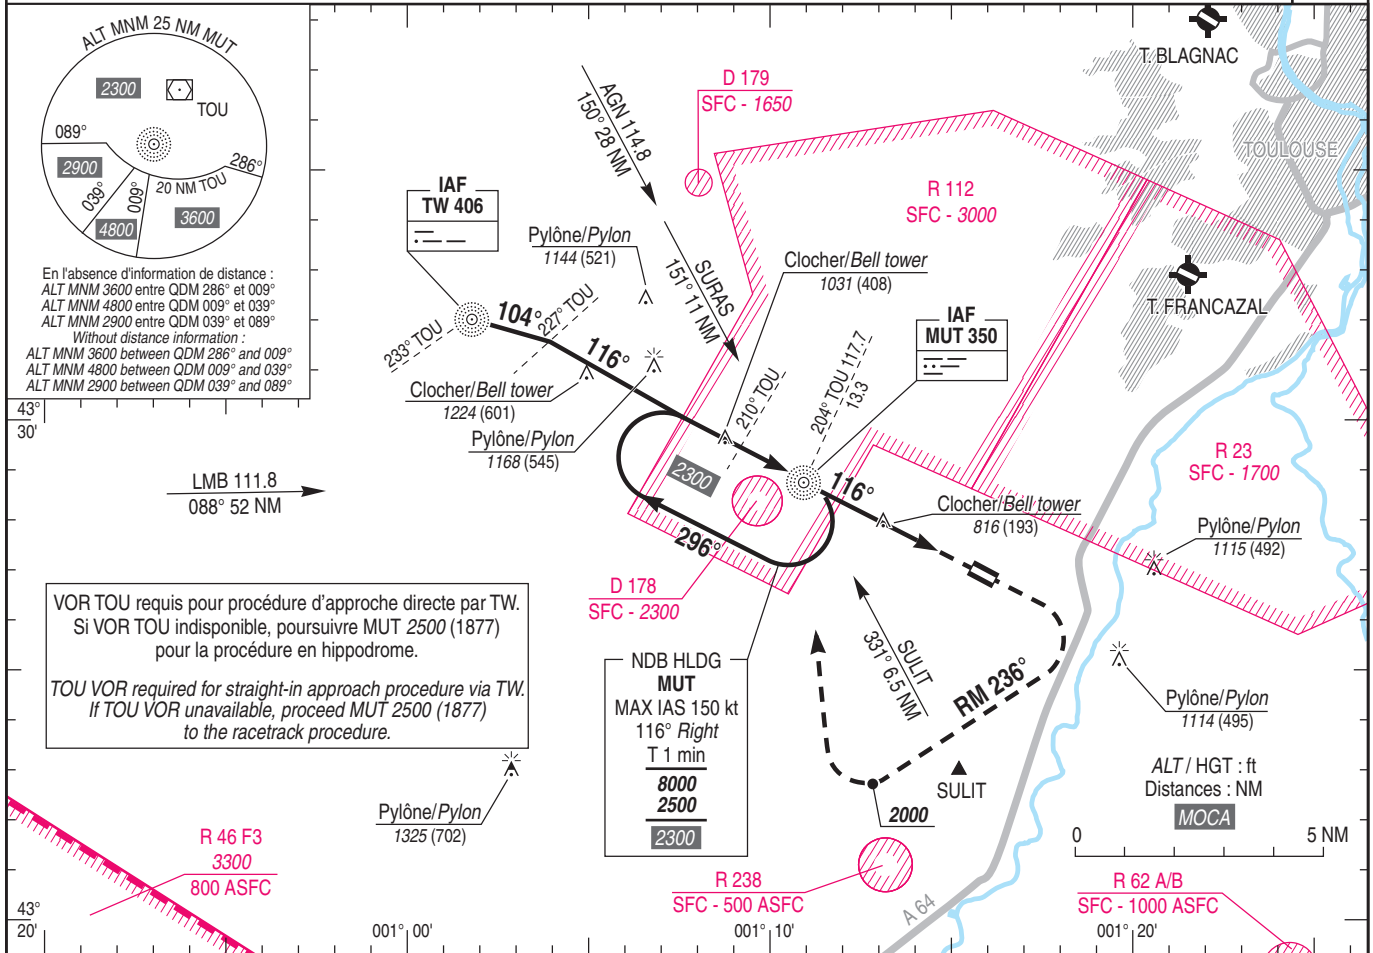 ALT MNM 25 NM MUT
2300
TOU
089°
2900
039°
4800
009°
20 NM TOU
286°
3600
En l'absence d'information de distance :
ALT MNM 3600 entre QDM 286° et 009°
ALT MNM 4800 entre QDM 009° et 039°
ALT MNM 2900 entre QDM 039° et 089°
Without distance information :
ALT MNM 3600 between QDM 286° and 009°
ALT MNM 4800 between QDM 009° and 039°
ALT MNM 2900 between QDM 039° and 089°
AGN 114.8
150° 28 NM
D 179
SFC - 1650
T. BLAGNAC
TOULOUSE
IAF
TW 406
R 112
SFC - 3000
Pylône/Pylon
1144 (521)
SURAS
151° 11 NM
Clocher/Bell tower
1031 (408)
T. FRANCAZAL
IAF
MUT 350
233° TOU
104°
227° TOU
116°
Clocher/Bell tower
1224 (601)
210° TOU
204° TOU 117.7
13.3
43°
30'
Pylône/Pylon
1168 (545)
2300
R 23
SFC - 1700
LMB 111.8
088° 52 NM
116°
Clocher/Bell tower
816 (193)
Pylône/Pylon
1115 (492)
296°
D 178
SFC - 2300
VOR TOU requis pour procédure d'approche directe par TW.
Si VOR TOU indisponible, poursuivre MUT 2500 (1877)
pour la procédure en hippodrome.
TOU VOR required for straight-in approach procedure via TW.
If TOU VOR unavailable, proceed MUT 2500 (1877)
to the racetrack procedure.
NDB HLDG
MUT
MAX IAS 150 kt
116° Right
T 1 min
8000
2500
2300
SULIT
331° 6.5 NM
RM 236°
Pylône/Pylon
1114 (495)
SULIT
2000
ALT / HGT : ft
Distances : NM
MOCA
0
5 NM
Pylône/Pylon
1325 (702)
R 46 F3
3300
800 ASFC
R 238
SFC - 500 ASFC
A 64
R 62 A/B
SFC - 1000 ASFC
43°
20'
001° 00'
001° 10'
001° 20'